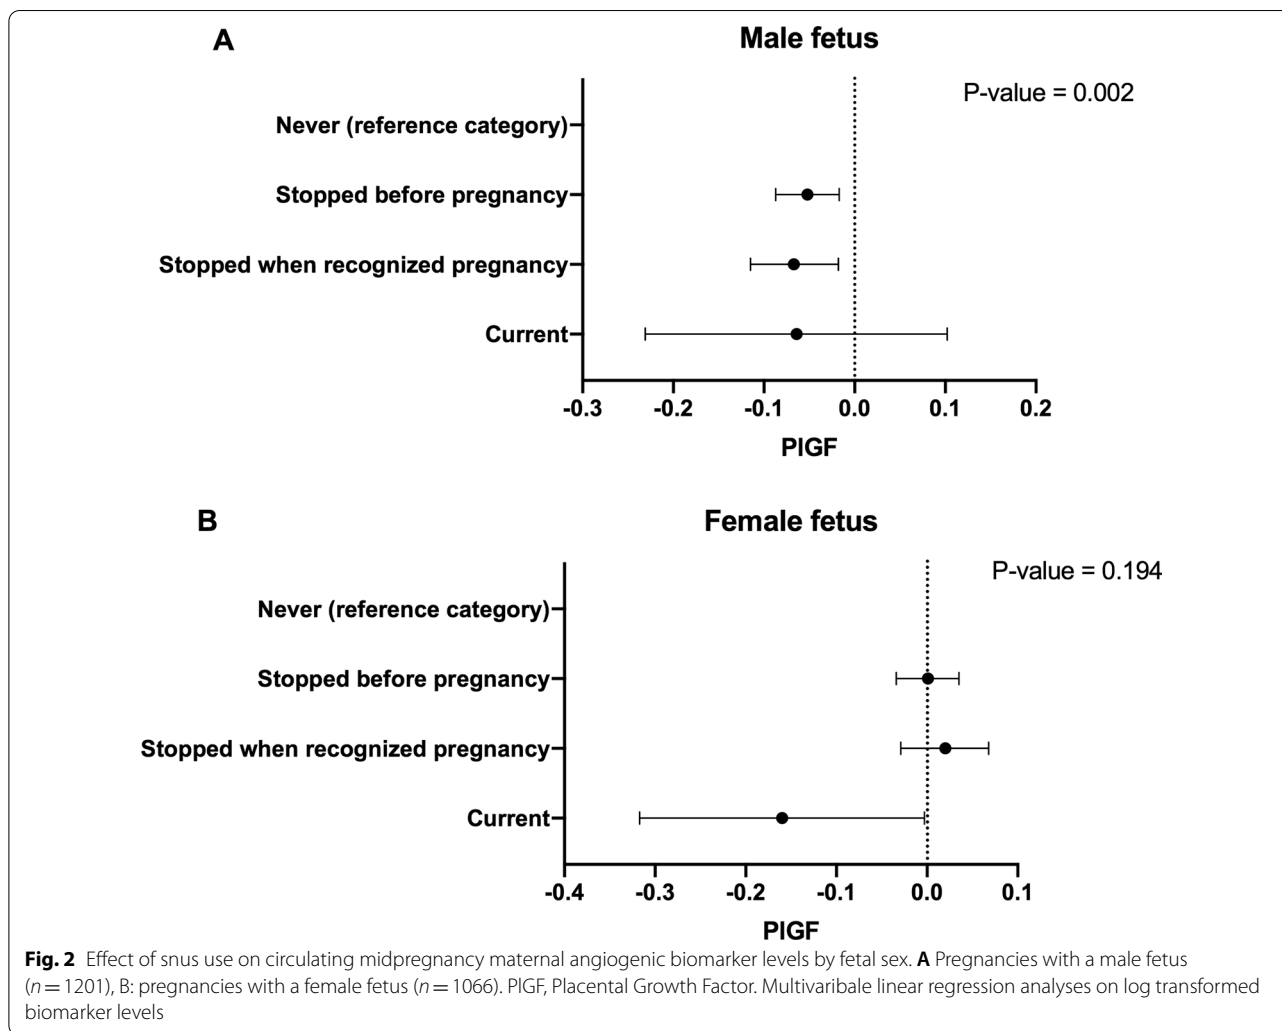 A
Male fetus
P-value = 0.002
Never (reference category)
Stopped before pregnancy
Stopped when recognized pregnancy
Current
-0.3 -0.2 -0.1 0.0 0.1 0.2
PlGF
B
Female fetus
P-value = 0.194
Never (reference category)
Stopped before pregnancy
Stopped when recognized pregnancy
Current
-0.4 -0.3 -0.2 -0.1 0.0 0.1
PlGF
Fig. 2 Effect of snus use on circulating midpregnancy maternal angiogenic biomarker levels by fetal sex. A Pregnancies with a male fetus
(n = 1201), B: pregnancies with a female fetus (n = 1066). PlGF, Placental Growth Factor. Multivaribale linear regression analyses on log transformed
biomarker levels